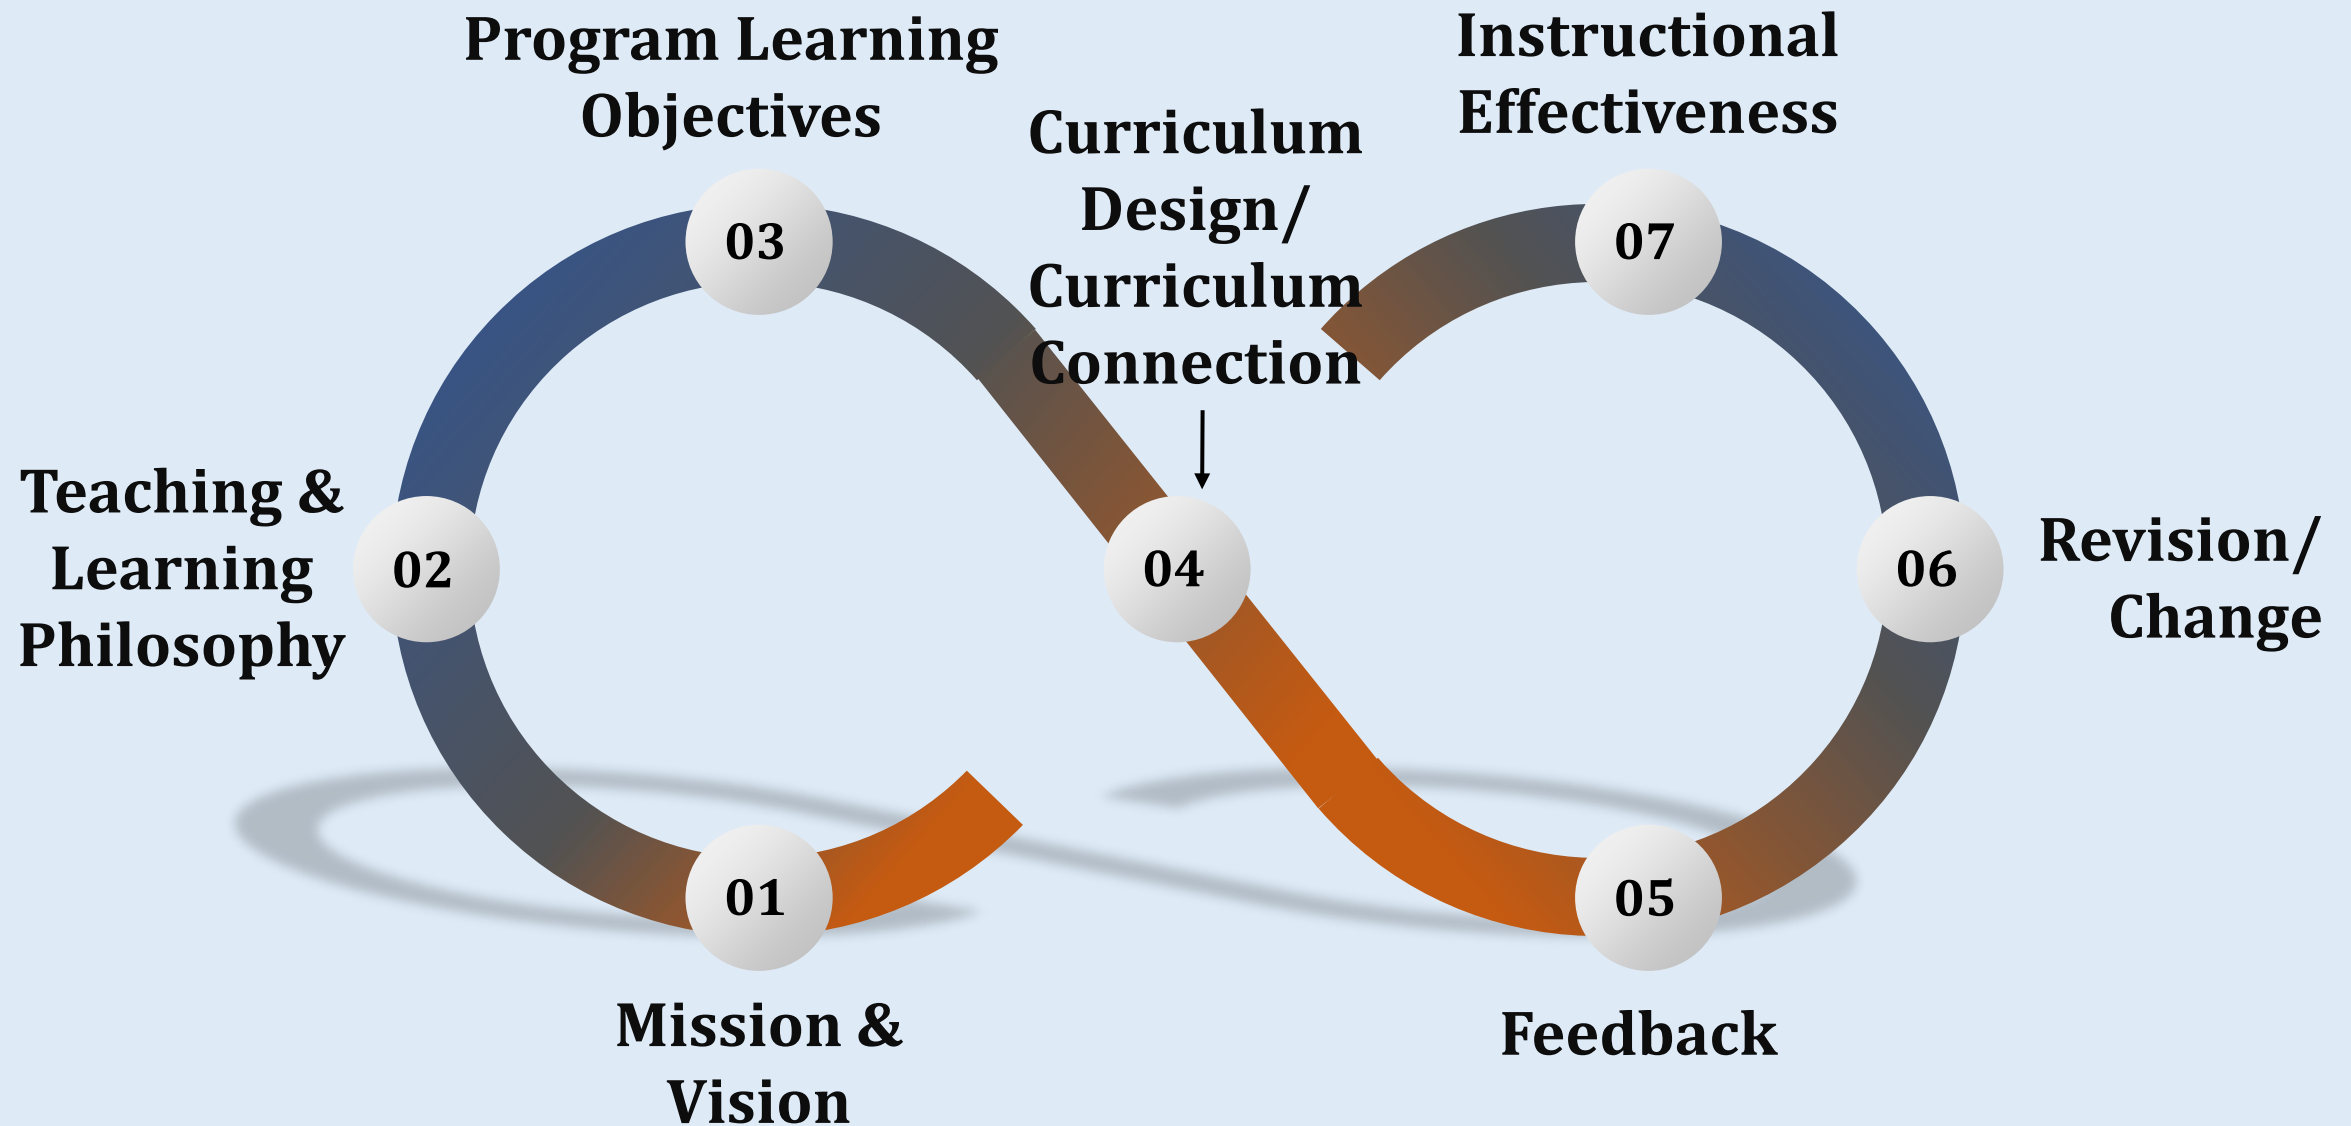 Program Learning
Objectives
03
Instructional
Effectiveness
07
Curriculum
Design/
Curriculum
Connection
04
Teaching &
Learning
Philosophy
02
Revision/
Change
06
01
Mission &
Vision
05
Feedback